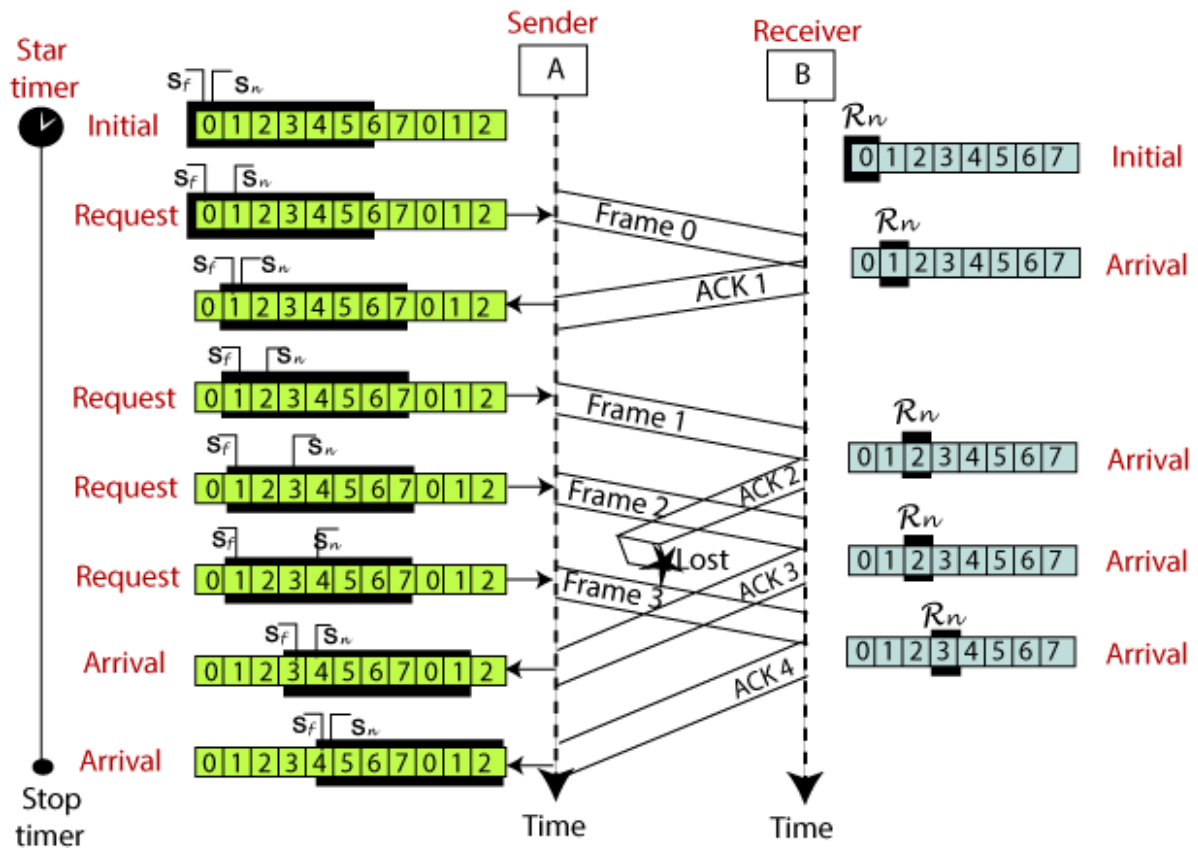 Sender
Receiver
Star
timer
A
B
Sf Sn
Initial
0 1 2 3 4 5 6 7 0 1 2
Rn
0 1 2 3 4 5 6 7
Initial
Sf Sn
Request
0 1 2 3 4 5 6 7 0 1 2
Frame 0
Rn
0 1 2 3 4 5 6 7
Arrival
Sf Sn
0 1 2 3 4 5 6 7 0 1 2
ACK 1
Sf Sn
Request
0 1 2 3 4 5 6 7 0 1 2
Frame 1
Rn
0 1 2 3 4 5 6 7
Arrival
Sf Sn
Request
0 1 2 3 4 5 6 7 0 1 2
Frame 2
ACK 2
Rn
0 1 2 3 4 5 6 7
Arrival
Lost
Sf Sn
Request
0 1 2 3 4 5 6 7 0 1 2
Frame 3
ACK 3
Rn
0 1 2 3 4 5 6 7
Arrival
Sf Sn
Arrival
0 1 2 3 4 5 6 7 0 1 2
ACK 4
Sf Sn
Arrival
0 1 2 3 4 5 6 7 0 1 2
Stop
timer
Time
Time